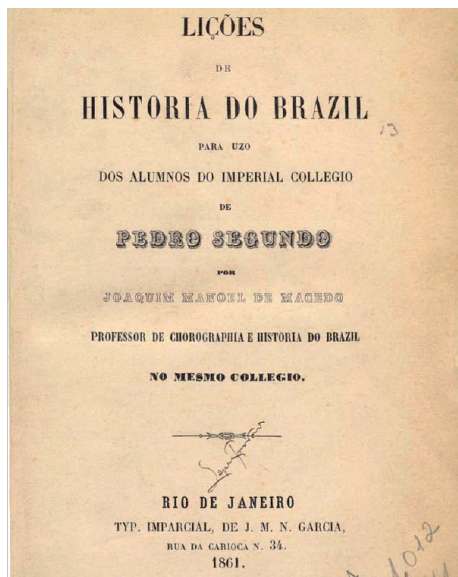 LIÇÕES
DE
HISTORIA DO BRAZIL
13
PARA UZO
DOS ALUMNOS DO IMPERIAL COLLEGIO
DE
PEDRO SEGUNDO
POR
JOAQUIM MANOEL DE MACEDO
PROFESSOR DE CHOROGRAPHIA E HISTORIA DO BRAZIL
NO MESMO COLLEGIO.
RIO DE JANEIRO
TYP. IMPARCIAL, DE J. M. N. GARCIA,
RUA DA CARIOCA N. 34.
1861.